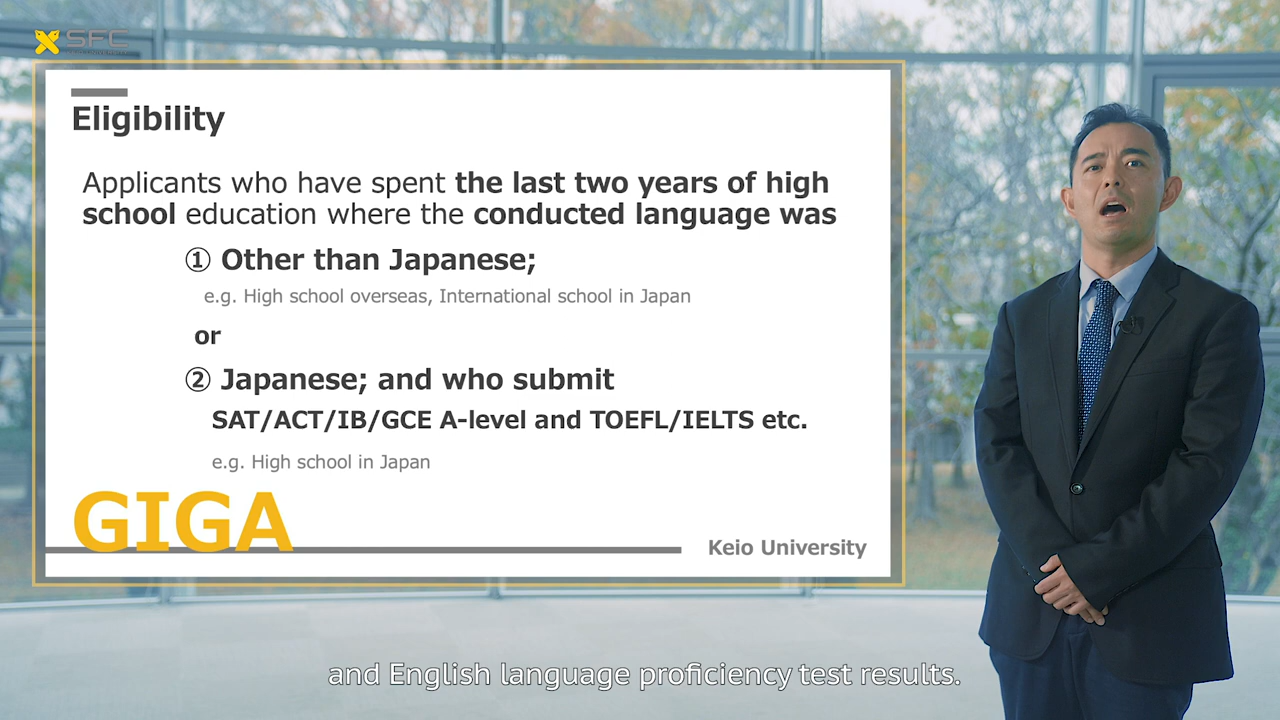 SFC
Eligibility
Applicants who have spent the last two years of high
school education where the conducted language was
① Other than Japanese;
e.g. High school overseas, International school in Japan
or
② Japanese; and who submit
SAT/ACT/IB/GCE A-level and TOEFL/IELTS etc.
e.g. High school in Japan
GIGA
Keio University
and English language proficiency test results.